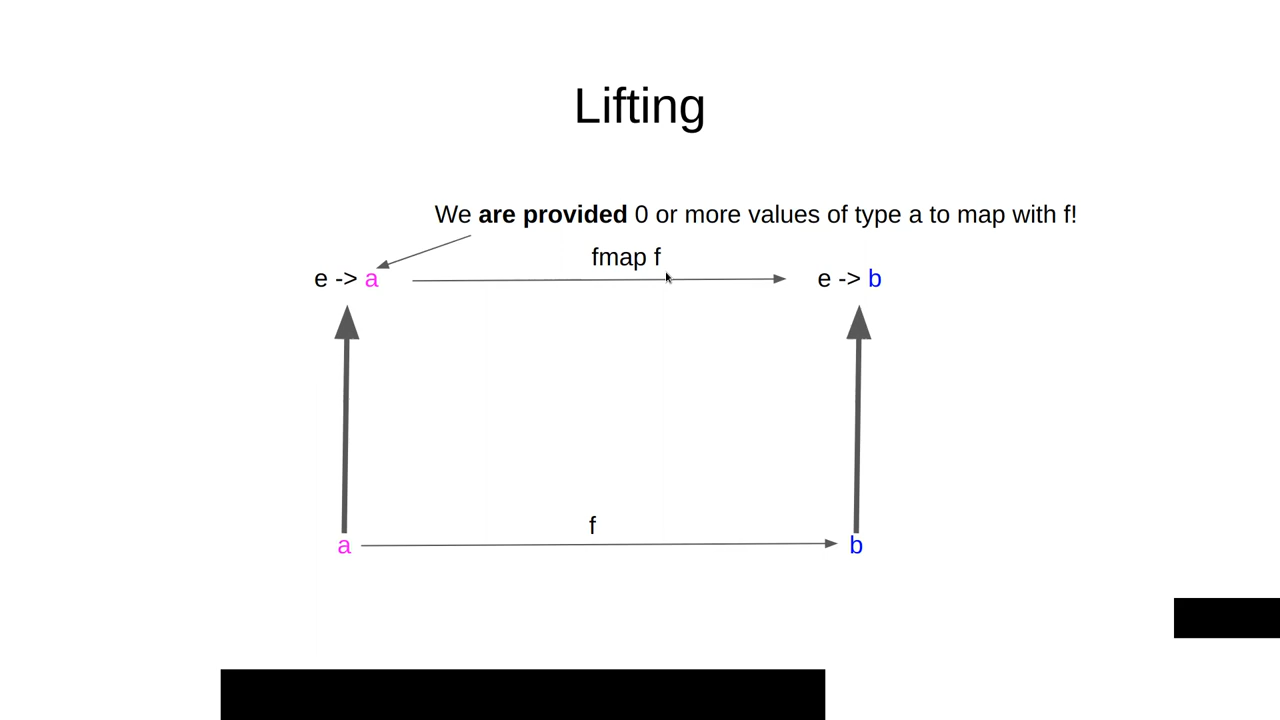 Lifting
We are provided 0 or more values of type a to map with f!
fmap f
e -> a
e -> b
f
a
b